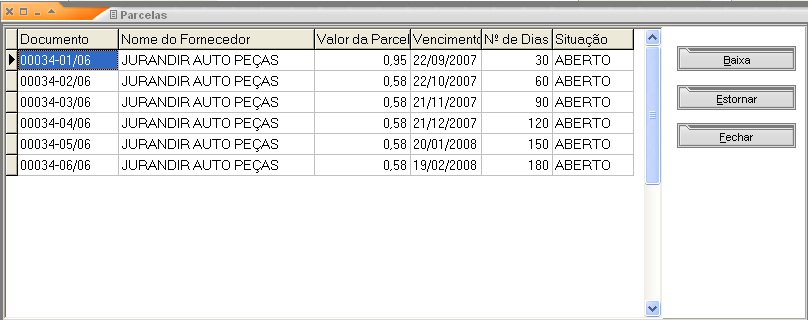 Parcelas
Documento Nome do Fornecedor Valor da Parcel Vencimento Nº de Dias Situação
00034-01/06 JURANDIR AUTO PEÇAS 0,95 22/09/2007 30 ABERTO
00034-02/06 JURANDIR AUTO PEÇAS 0,58 22/10/2007 60 ABERTO
00034-03/06 JURANDIR AUTO PEÇAS 0,58 21/11/2007 90 ABERTO
00034-04/06 JURANDIR AUTO PEÇAS 0,58 21/12/2007 120 ABERTO
00034-05/06 JURANDIR AUTO PEÇAS 0,58 20/01/2008 150 ABERTO
00034-06/06 JURANDIR AUTO PEÇAS 0,58 19/02/2008 180 ABERTO
Baixa
Estornar
Fechar